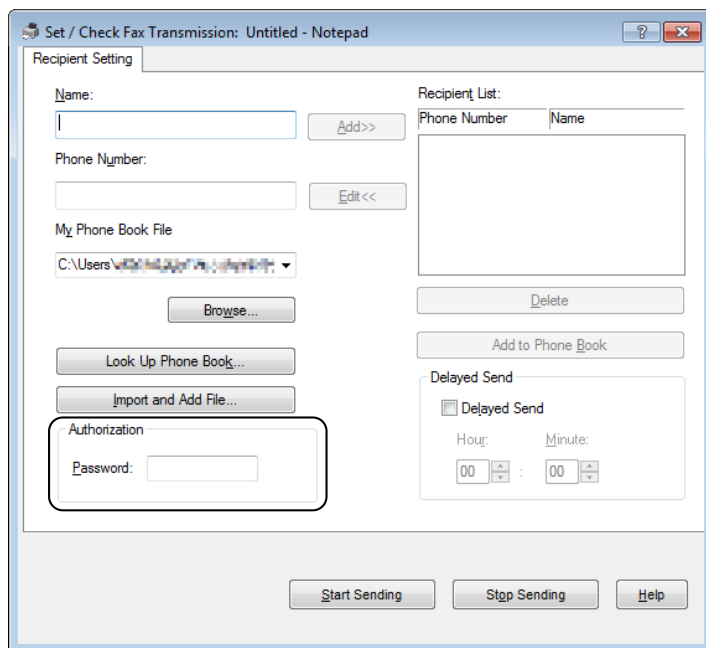 Set / Check Fax Transmission: Untitled - Notepad
?
Recipient Setting
Name:
Add>>
Phone Number:
Edit<<
My Phone Book File
C:\Users\
Browse...
Look Up Phone Book...
Import and Add File...
Authorization
Password:
Recipient List:
Phone Number Name
Delete
Add to Phone Book
Delayed Send
Delayed Send
Hour: Minute:
00 : 00
Start Sending Stop Sending Help